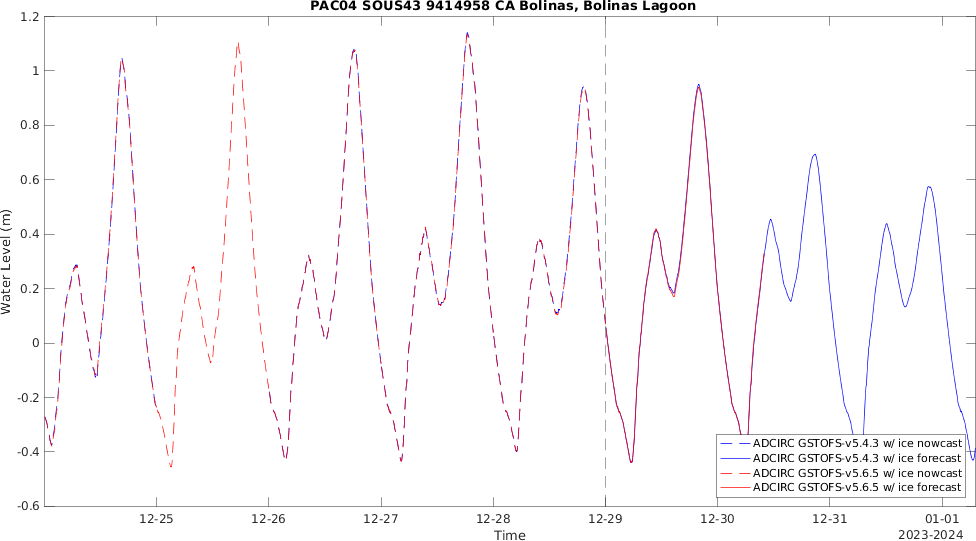 PAC04 SOUS43 9414958 CA Bolinas, Bolinas Lagoon
1.2
1
0.8
0.6
0.4
0.2
0
-0.2
-0.4
-0.6
Water Level (m)
12-25 12-26 12-27 12-28 12-29 12-30 12-31 01-01
Time
2023-2024
ADCIRC GSTOFS-v5.4.3 w/ ice nowcast
ADCIRC GSTOFS-v5.4.3 w/ ice forecast
ADCIRC GSTOFS-v5.6.5 w/ ice nowcast
ADCIRC GSTOFS-v5.6.5 w/ ice forecast